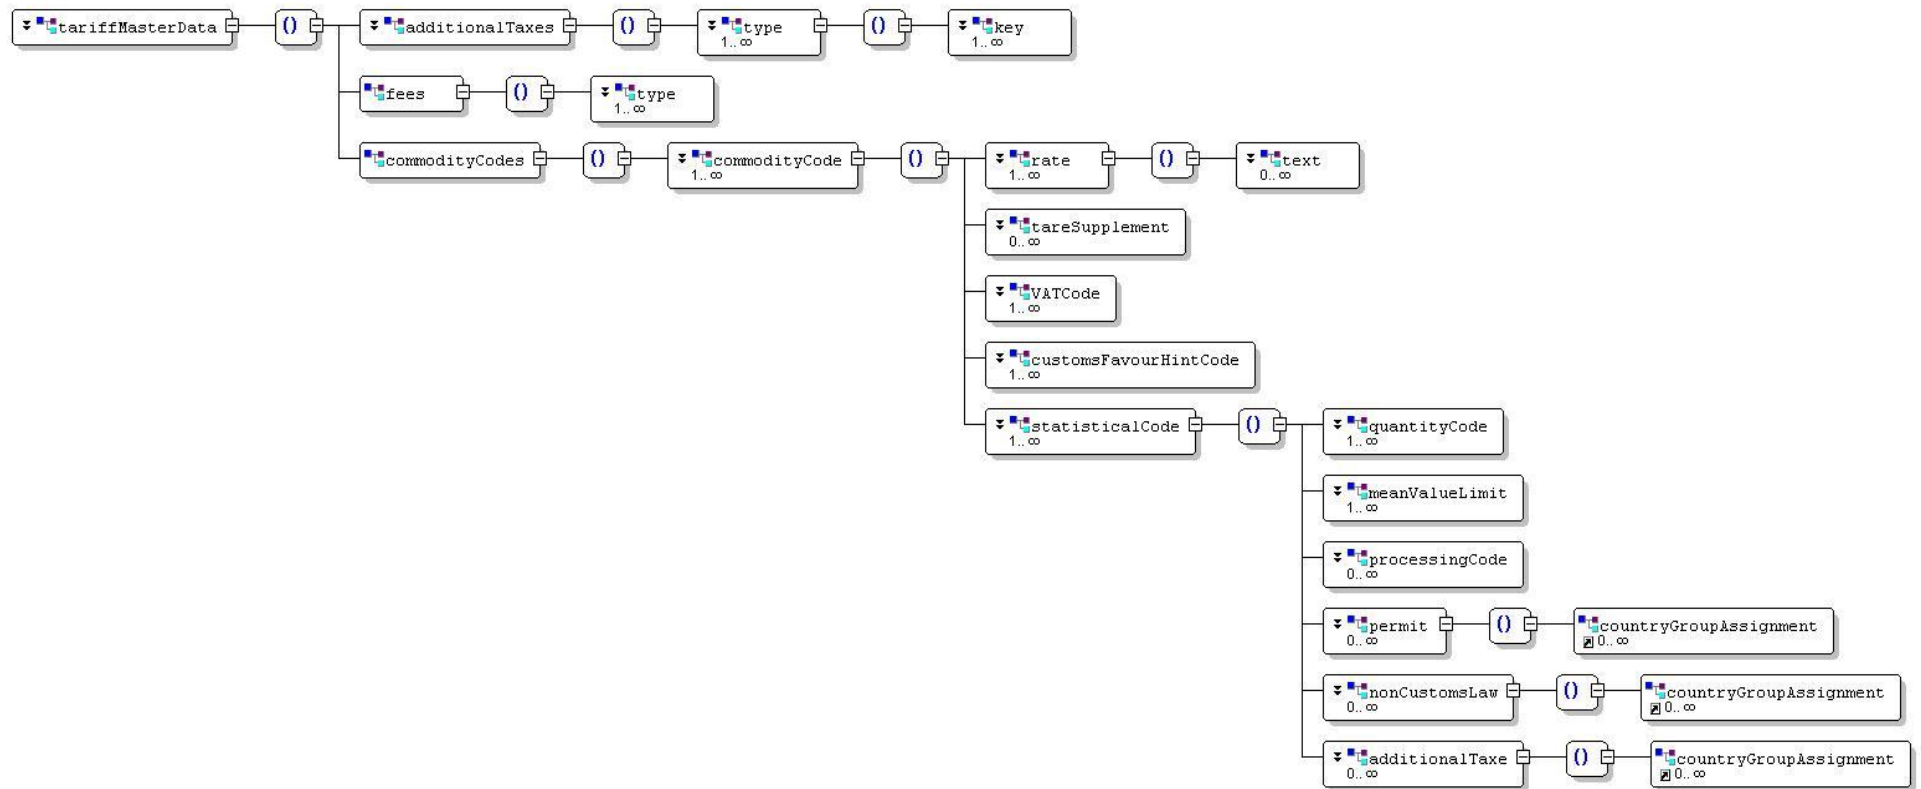 tariffMasterData () additionalTaxes () type () key
1..∞ 1..∞
fees () type
1..∞
commodityCodes () commodityCode () rate () text
1..∞ 1..∞ 0..∞
tareSupplement
0..∞
VATCode
1..∞
customsFavourHintCode
1..∞
statisticalCode () quantityCode
1..∞ 1..∞
meanValueLimit
1..∞
processingCode
0..∞
permit () countryGroupAssignment
0..∞ 0..∞
nonCustomsLaw () countryGroupAssignment
0..∞ 0..∞
additionalTaxe () countryGroupAssignment
0..∞ 0..∞